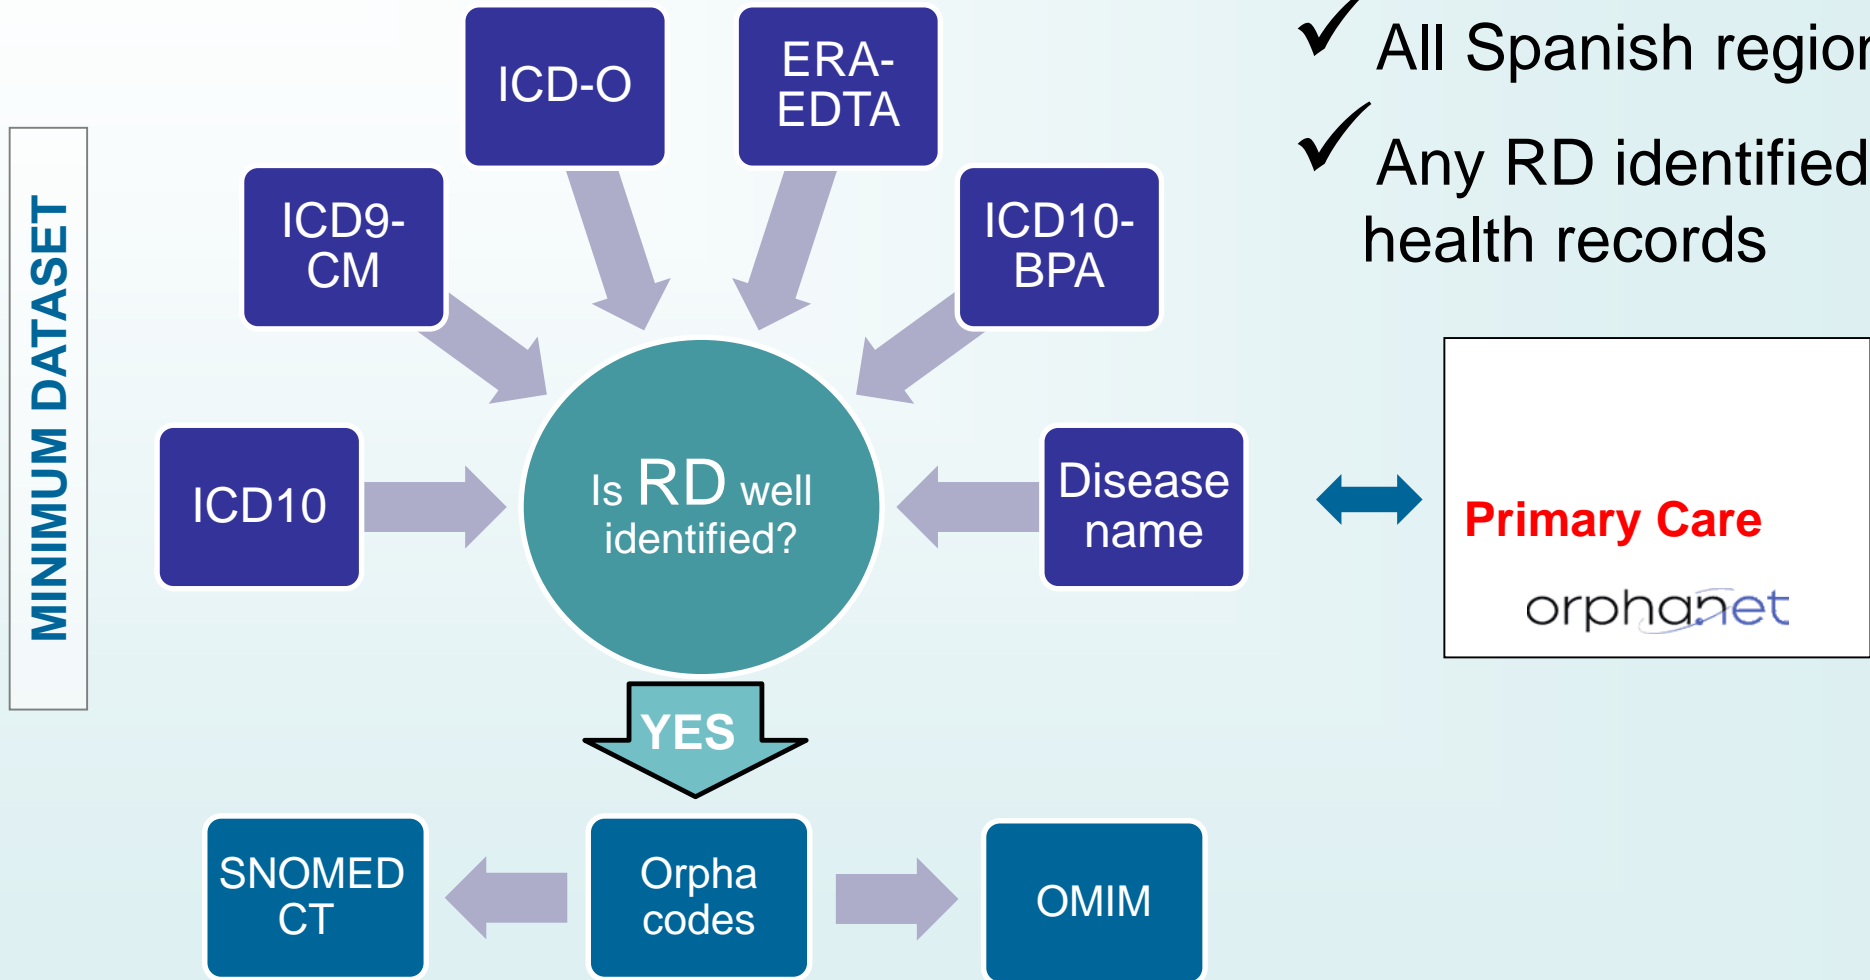 MINIMUM DATASET
ICD-O
ERA-
EDTA
ICD9-
CM
ICD10-
BPA
ICD10
Is RD well
identified?
Disease
name
YES
SNOMED
CT
Orpha
codes
OMIM
✓ All Spanish region
✓ Any RD identified
health records
Primary Care
orphanet